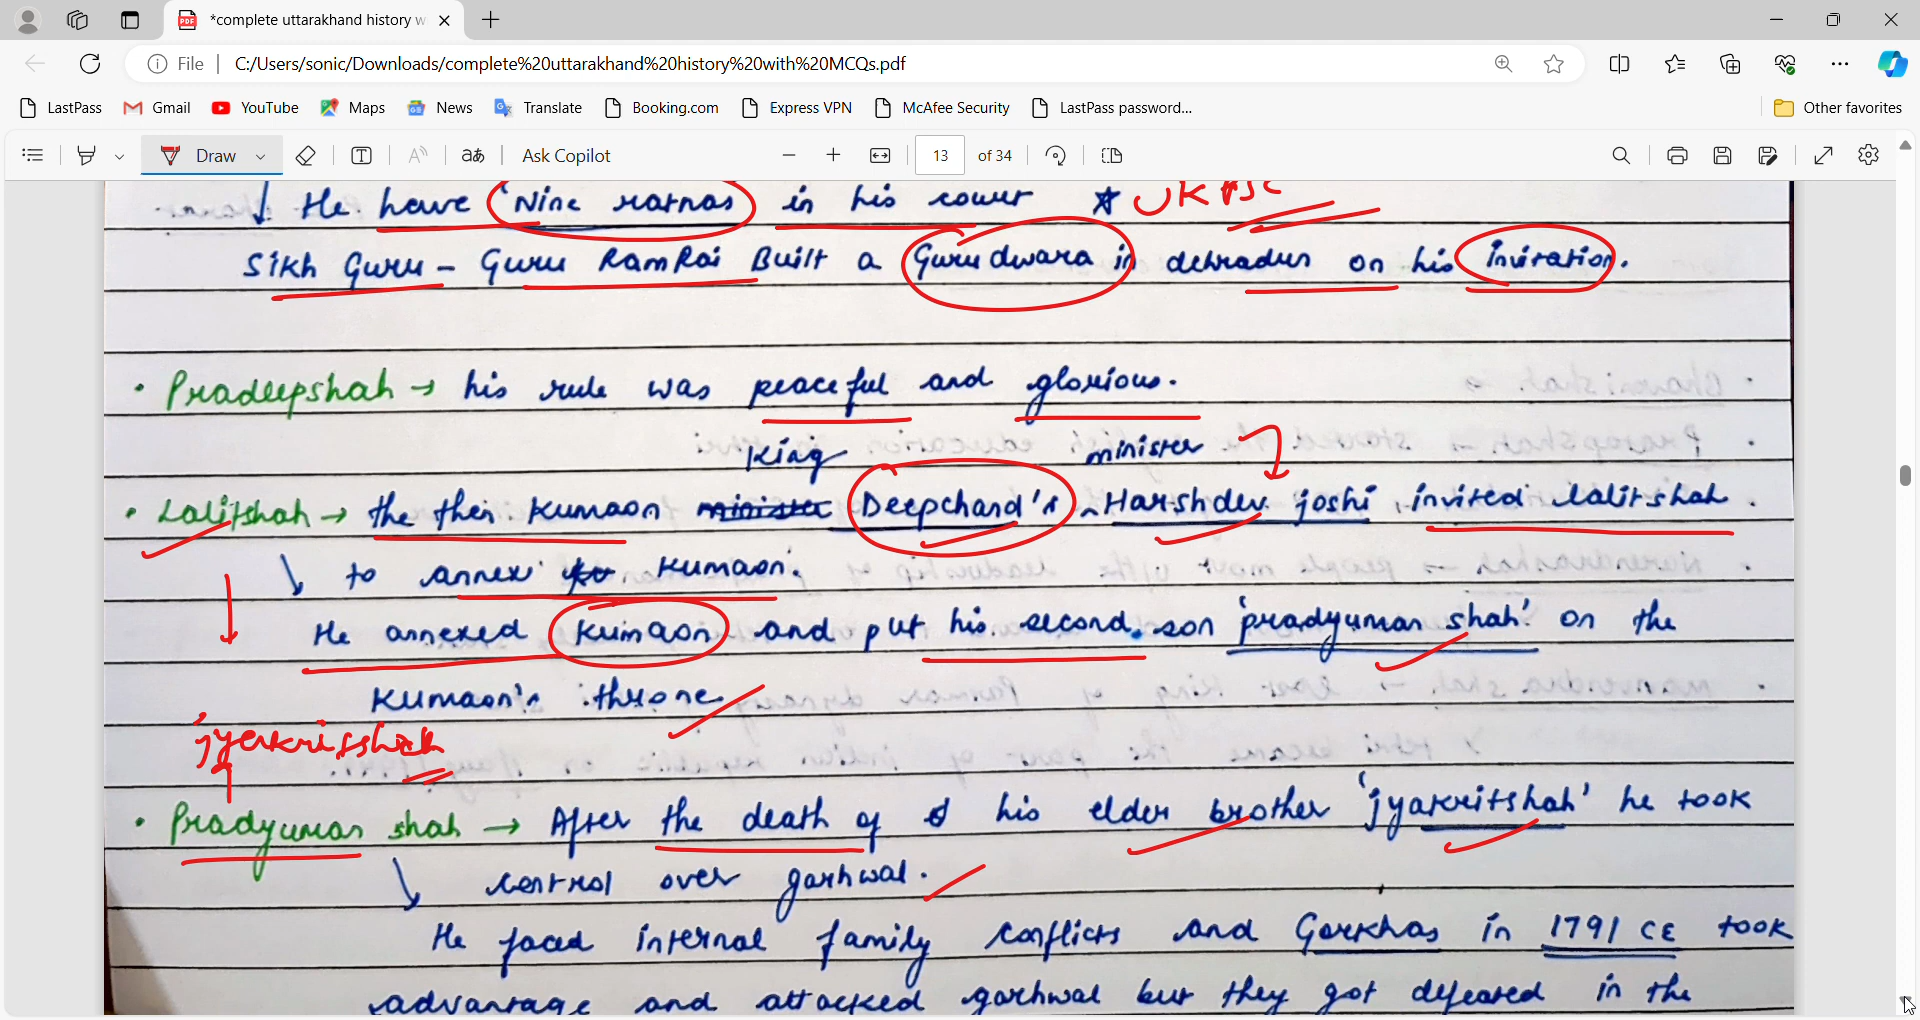 *complete uttarakhand history w
File
C:/Users/sonic/Downloads/complete%20uttarakhand%20history%20with%20MCQs.pdf
LastPass
Gmail
YouTube
Maps
News
Translate
Booking.com
Express VPN
McAfee Security
LastPass password...
Other favorites
Draw
Ask Copilot
13 of 34
He have 'Nine ratnas in his court ★ UKPSC
Sikh Guru - Guru RamRai Built a Gurudwara in dehradun on his invitation.
• Pradeepshah → his rule was peaceful and glorious.
King minister
• Lalitshah → the then Kumaon minister Deepchand's Harshdev joshi invited lalitshah.
to annex Kumaon.
He annexed Kumaon and put his second son 'pradyuman shah' on the
Kumaon's throne
jyakritshah
• Pradyuman shah → After the death of his elder brother 'jyakritshah' he took
control over garhwal.
He faced internal family conflicts and Gorkhas in 1791 CE took
advantage and attacked garhwal but they got defeated in the